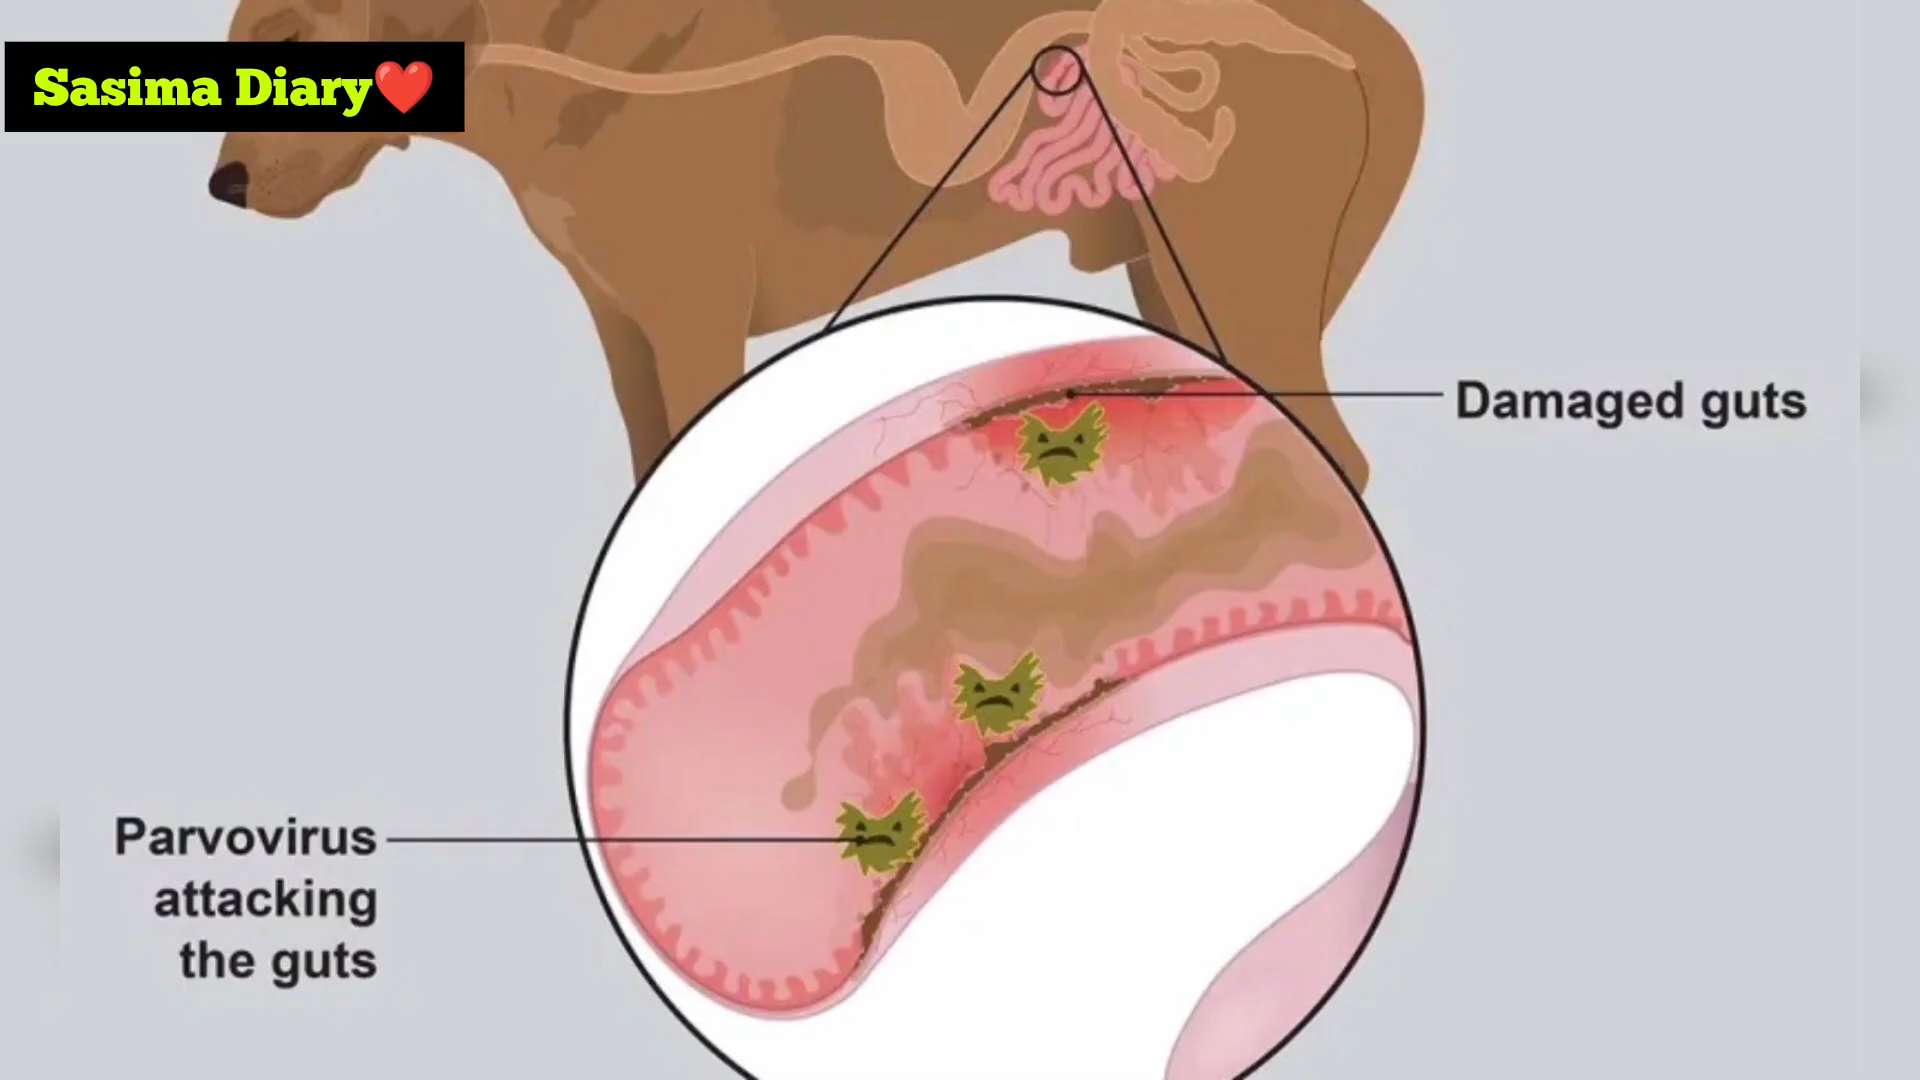 Sasima Diary❤️
Damaged guts
Parvovirus
attacking
the guts